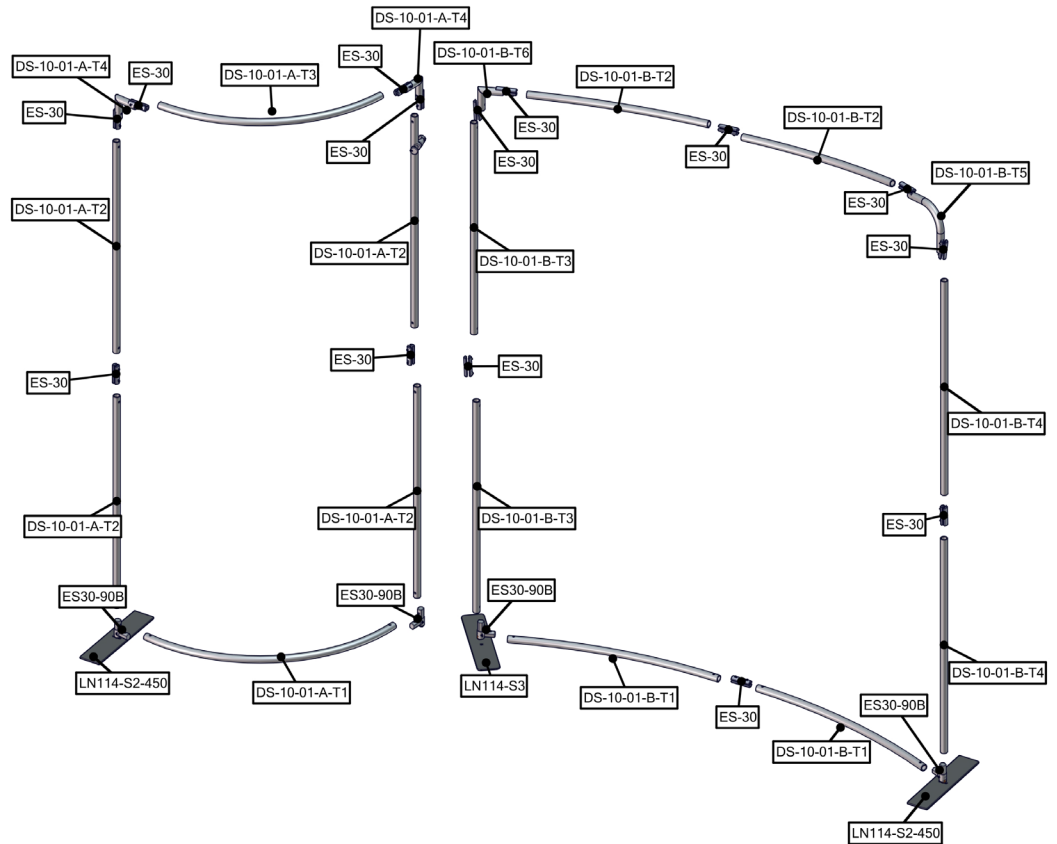 DS-10-01-A-T4
DS-10-01-A-T4
ES-30
DS-10-01-A-T3
ES-30
DS-10-01-B-T6
DS-10-01-B-T2
ES-30
ES-30
ES-30
ES-30
ES-30
DS-10-01-B-T2
ES-30
DS-10-01-B-T5
DS-10-01-A-T2
DS-10-01-A-T2
DS-10-01-B-T3
ES-30
ES-30
ES-30
ES-30
DS-10-01-B-T4
DS-10-01-A-T2
DS-10-01-A-T2
DS-10-01-B-T3
ES-30
ES30-90B
ES30-90B
ES30-90B
LN114-S2-450
DS-10-01-A-T1
LN114-S3
DS-10-01-B-T1
ES-30
DS-10-01-B-T4
ES30-90B
DS-10-01-B-T1
LN114-S2-450